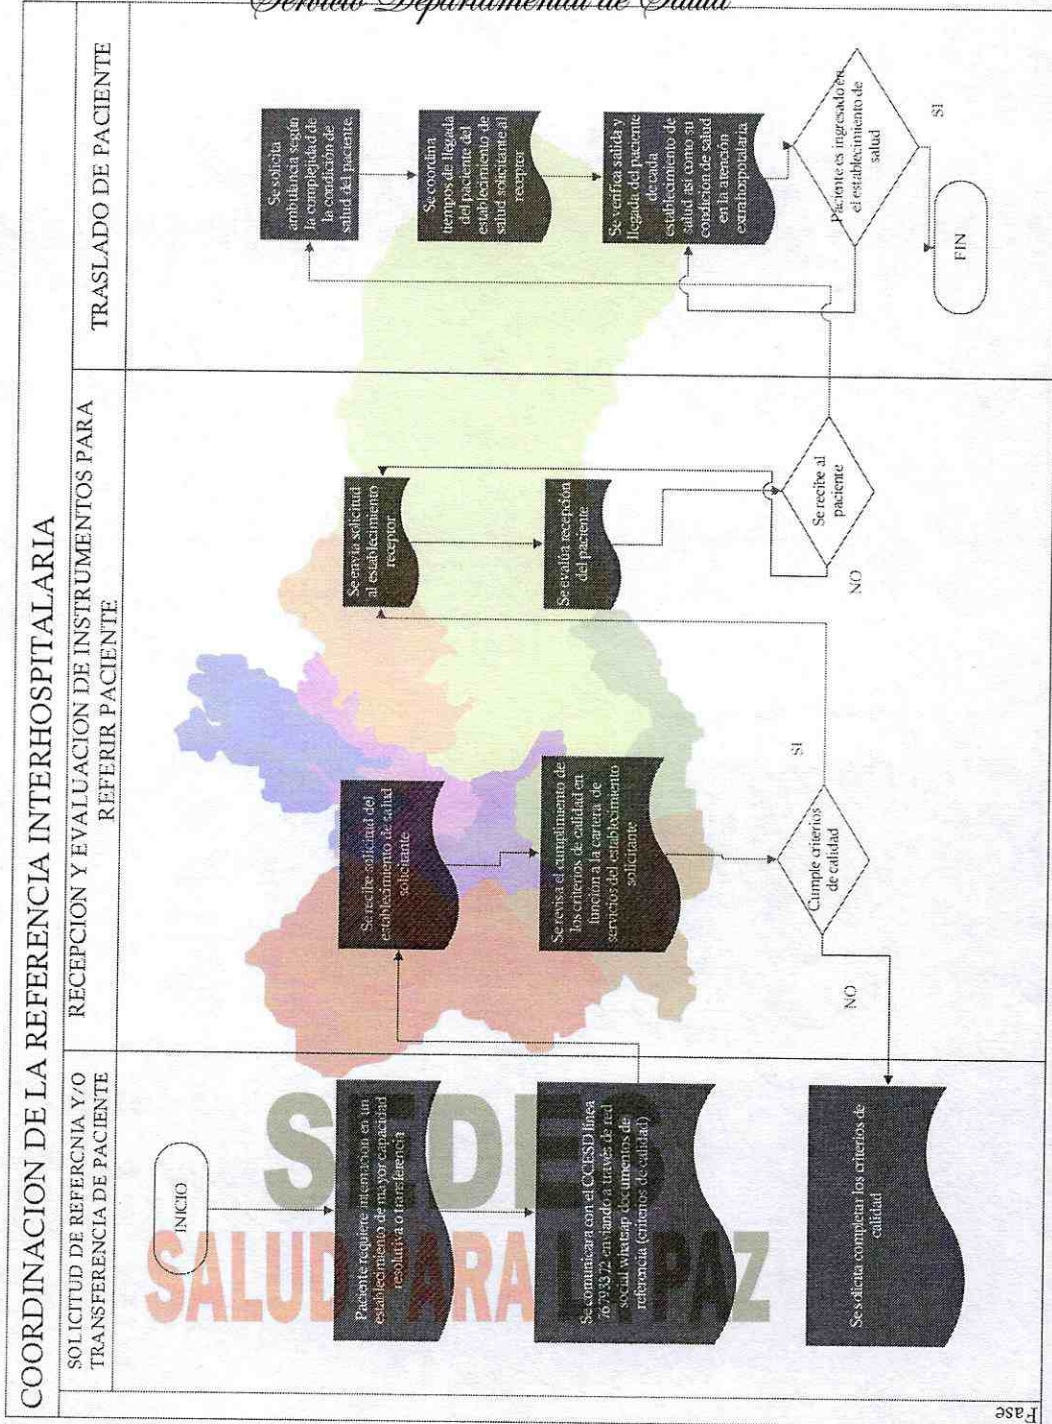 Servicio Departamental de Salud
COORDINACION DE LA REFERENCIA INTERHOSPITALARIA
SOLICITUD DE REFERCNIA Y/O
TRANSFERENCIA DE PACIENTE
RECEPCION Y EVALUACION DE INSTRUMENTOS PARA
REFERIR PACIENTE
TRASLADO DE PACIENTE
Fase
INICIO
Paciente requiere internacion en un
establecimiento de mayor capacidad
resolutiva o transferencia
Se comunicara con el CCESD linea
76793372 enviando a través de red
social whatsap documentos de
referencia (criterios de calidad)
Se solicita completar los criterios de
calidad
Se recibe solicitud del
establecimiento de salud
solicitante
Se revisa el cumplimiento de
los criterios de calidad en
función a la carera de
servicios del establecimiento
solicitante
Cumple criterios
de calidad
NO
SI
Se envía solicitud
al establecimiento
receptor
Se evalúa recepción
del paciente
Se recibe al
paciente
NO
Se solicita
ambulancia según
la complejidad de
la condición de
salud del paciente.
Se coordina
tiempos de llegada
del paciente del
establecimiento de
salud solicitante al
receptor
Se verifica salida y
llegada del paciente
de cada
establecimiento de
salud asi como su
condicion de salud
en la atención
extrahorpotalaria
Paciente es ingresado en
el establecimiento de
salud
SI
FIN
SEDES
SALUD PARA LA PAZ